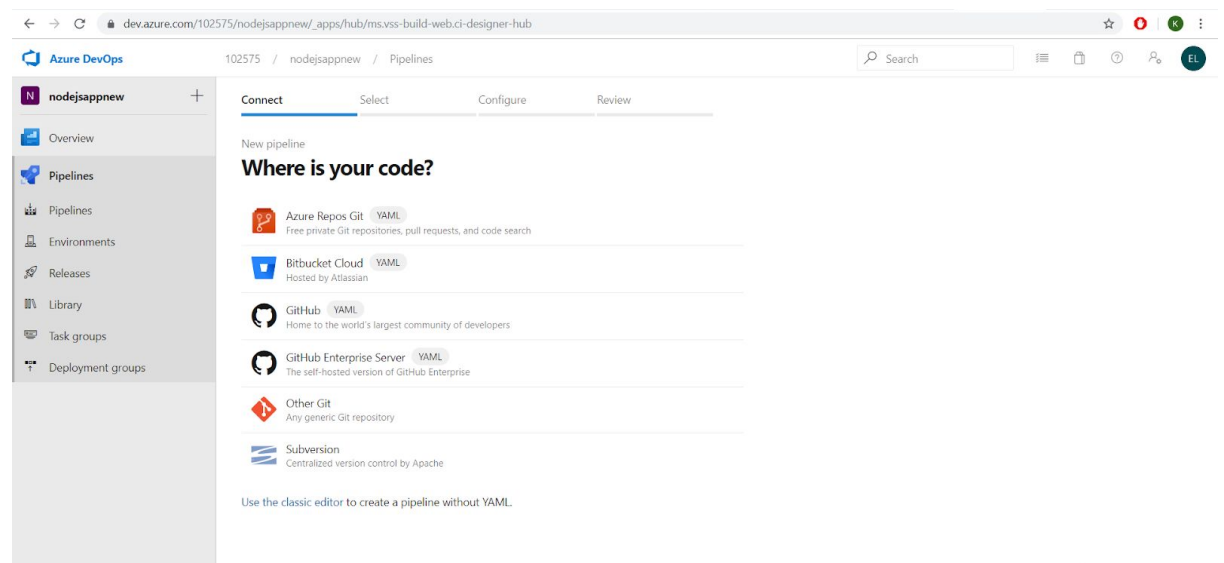 dev.azure.com/102575/nodejsappnew/_apps/hub/ms.vss-build-web.ci-designer-hub
K
Azure DevOps
102575 / nodejsappnew / Pipelines
Search
EL
N nodejsappnew
Overview
Pipelines
Pipelines
Environments
Releases
Library
Task groups
Deployment groups
Connect Select Configure Review
New pipeline
Where is your code?
Azure Repos Git YAML
Free private Git repositories, pull requests, and code search
Bitbucket Cloud YAML
Hosted by Atlassian
GitHub YAML
Home to the world's largest community of developers
GitHub Enterprise Server YAML
The self-hosted version of GitHub Enterprise
Other Git
Any generic Git repository
Subversion
Centralized version control by Apache
Use the classic editor to create a pipeline without YAML.